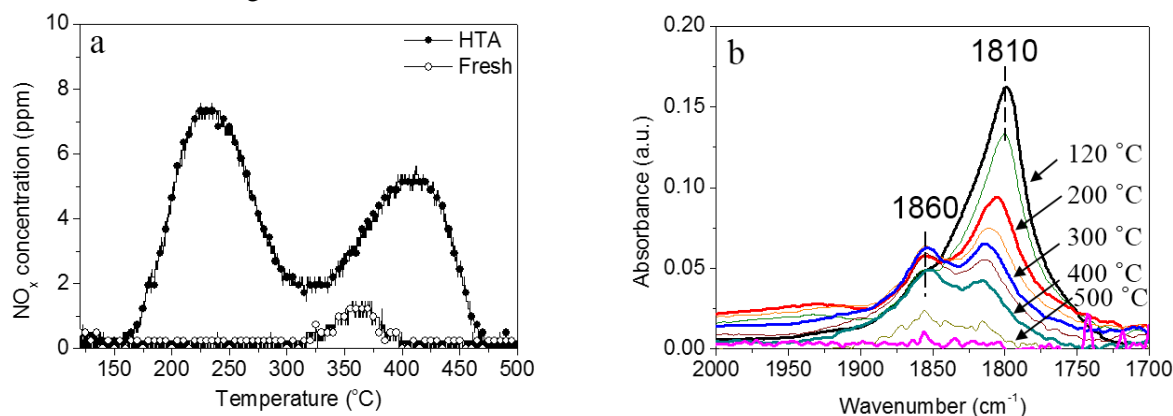 a
HTA
Fresh
NOx concentration (ppm)
10
8
6
4
2
0
150 200 250 300 350 400 450 500
Temperature (°C)
b
1810
1860
120 °C
200 °C
300 °C
400 °C
500 °C
Absorbance (a.u.)
0.20
0.15
0.10
0.05
0.00
2000 1950 1900 1850 1800 1750 1700
Wavenumber (cm⁻¹)